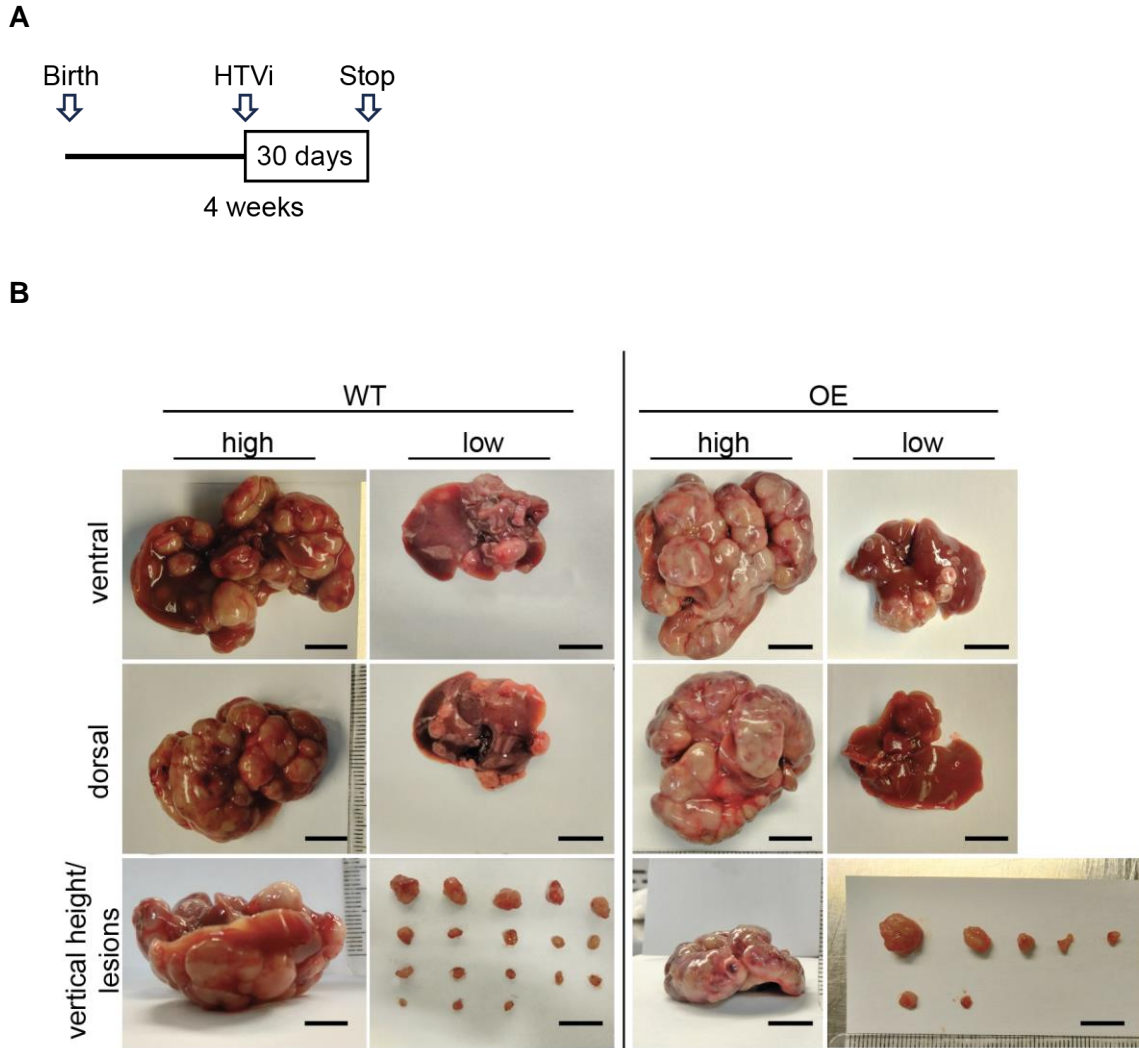 A
Birth HTVi Stop
30 days
4 weeks
B
WT OE
high low high low
ventral
dorsal
vertical height/
lesions